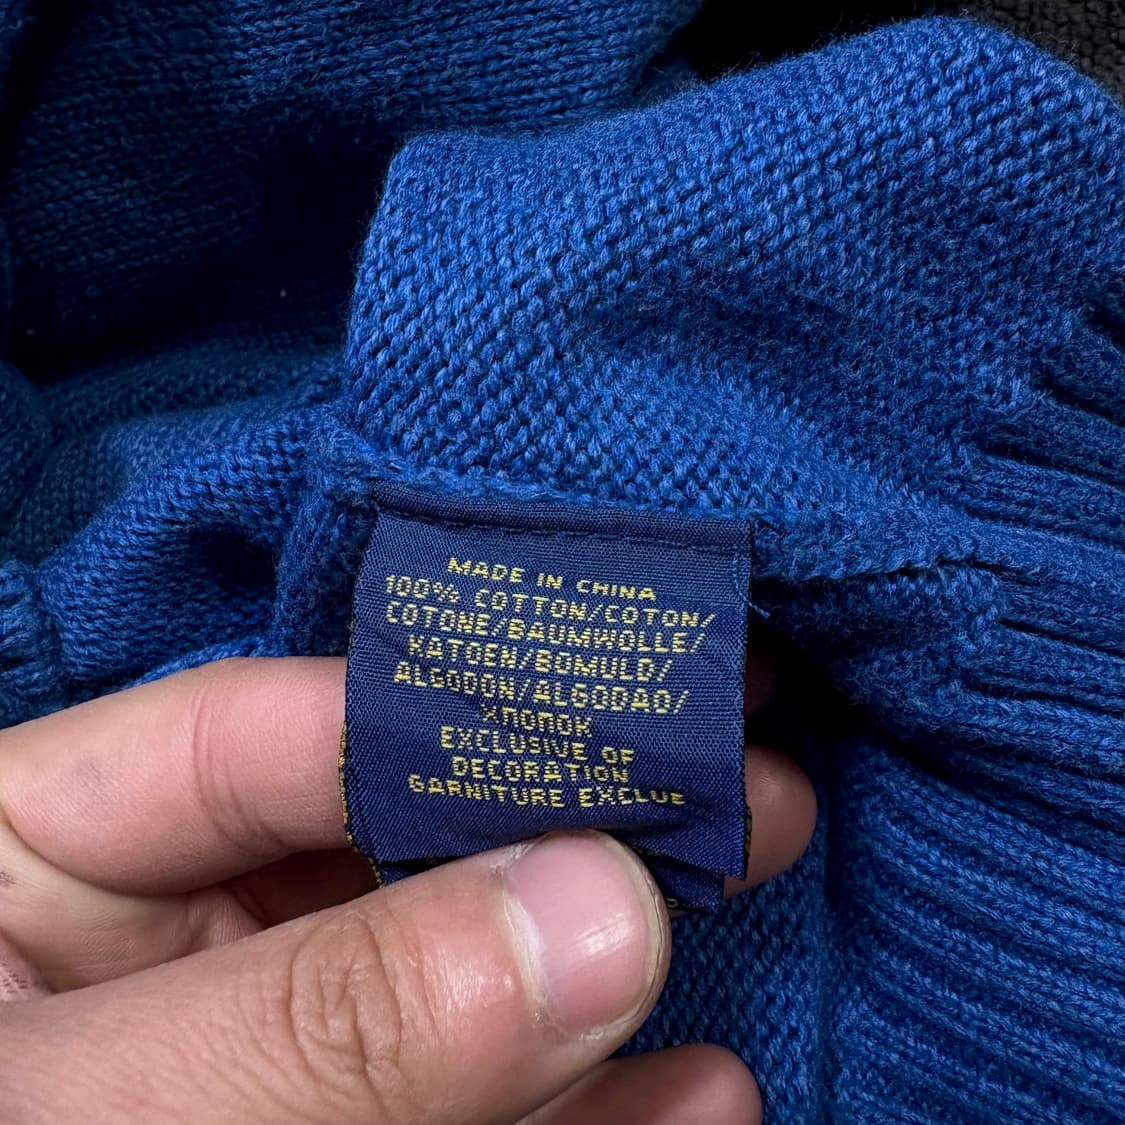 MADE IN CHINA
100% COTTON/COTON/
COTONE/BAUMWOLLE/
KATOEN/BOMULD/
ALGODON/ALGODAO/
ХЛОПОК
EXCLUSIVE OF
DECORATION
GARNITURE EXCLUE